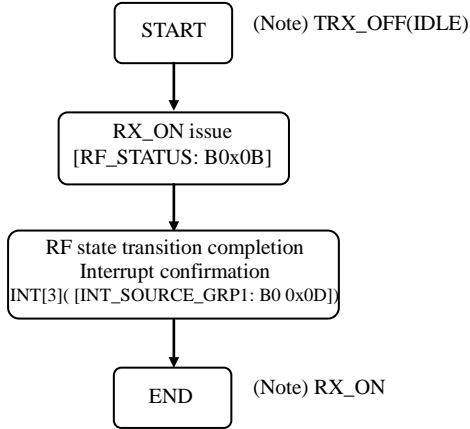 START
(Note) TRX_OFF(IDLE)
RX_ON issue
[RF_STATUS: B0x0B]
RF state transition completion
Interrupt confirmation
INT[3]( [INT_SOURCE_GRP1: B0 0x0D])
END
(Note) RX_ON